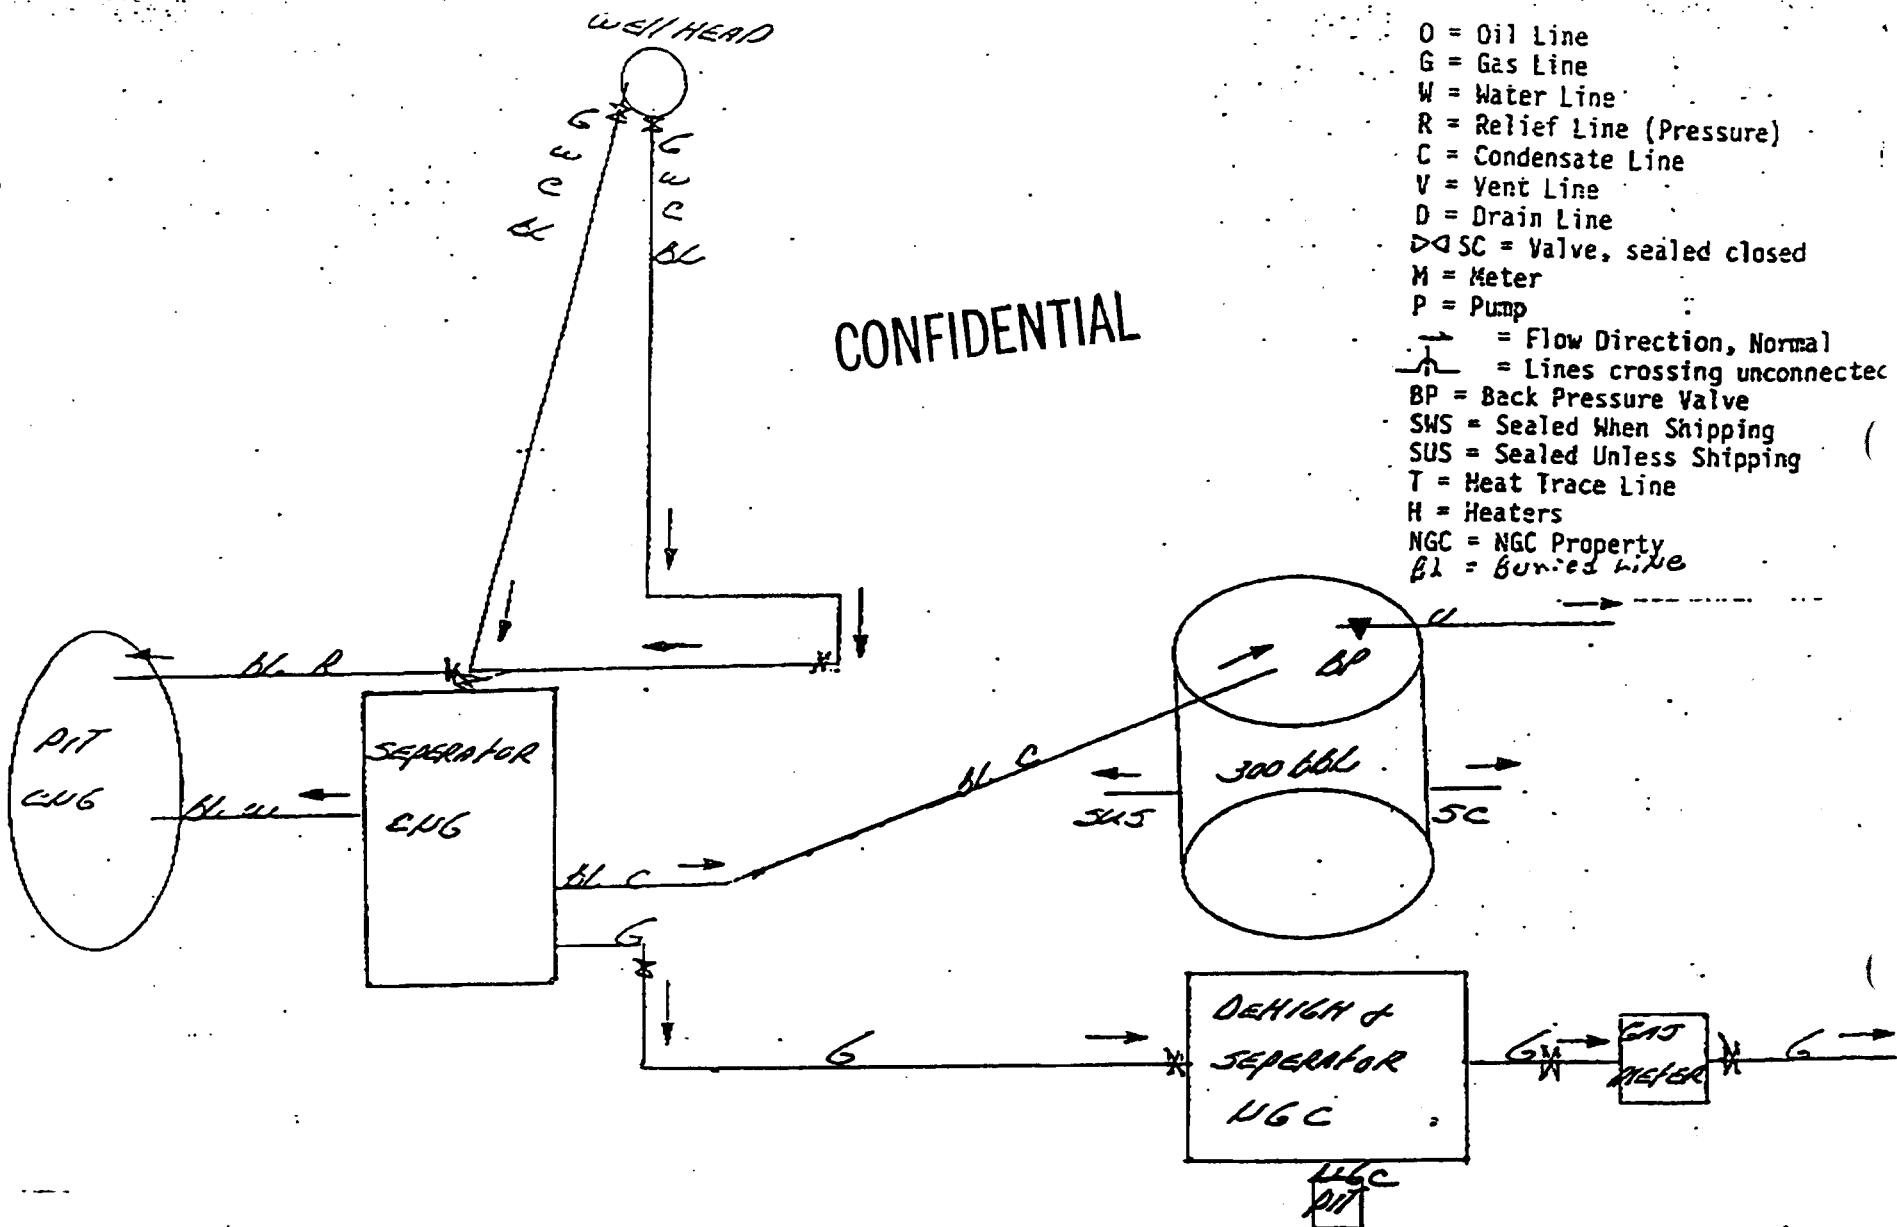 well HEAD
O = Oil Line
G = Gas Line
W = Water Line
R = Relief Line (Pressure)
C = Condensate Line
V = Vent Line
D = Drain Line
SC = Valve, sealed closed
M = Meter
P = Pump
= Flow Direction, Normal
= Lines crossing unconnectec
BP = Back Pressure Valve
SWS = Sealed When Shipping
SUS = Sealed Unless Shipping
T = Heat Trace Line
H = Heaters
NGC = NGC Property
BL = Buried Line
G
W
C
BL
G
W
C
BL
CONFIDENTIAL
BL R
V
BP
PIT
CNG
SEPERATOR
CNG
BL W
BL C
300 bbL
SUS
SC
BL C
G
G
DEHIGH &
SEPERATOR
NGC
G
GAS
METER
G
NGC
PIT